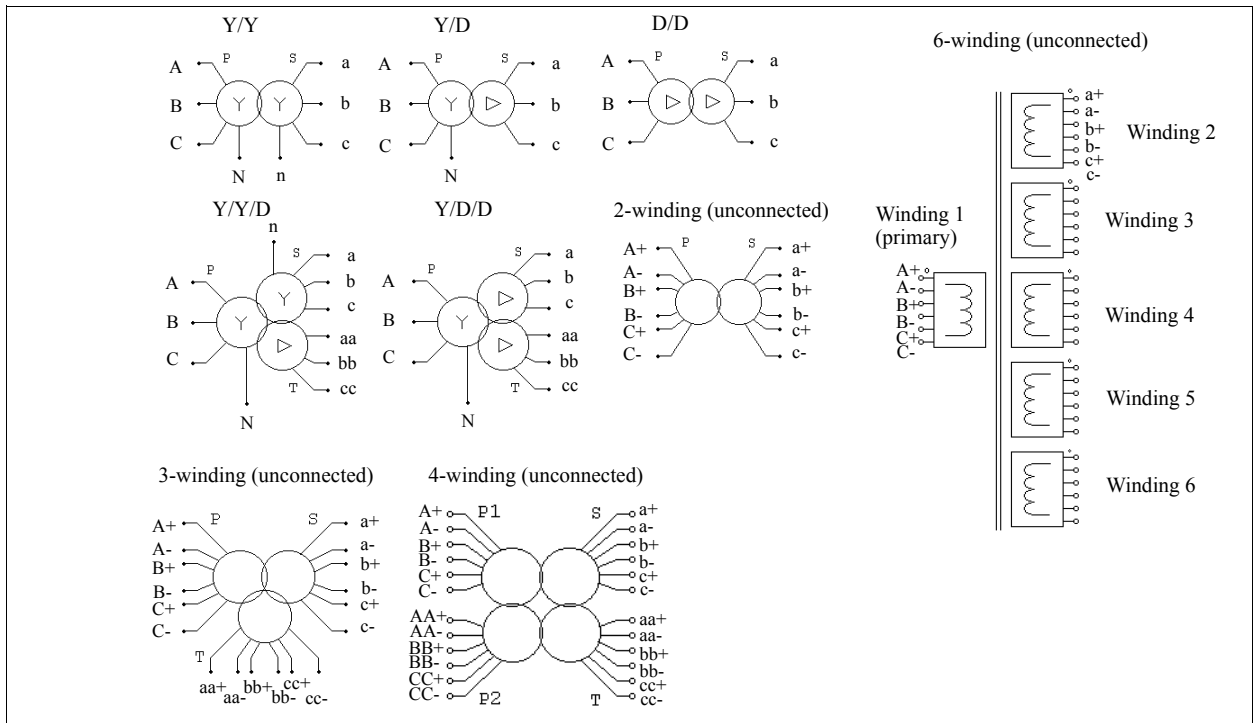 Y/Y
P S
A a
B b
C c
N n
Y Y
Y/D
P S
A a
B b
C c
N
Y
D/D
P S
A a
B b
C c
6-winding (unconnected)
a+
a-
b+
b-
c+
c-
Winding 2
Winding 3
Winding 1
(primary)
A+
A-
B+
B-
C+
C-
Winding 4
Winding 5
Winding 6
Y/Y/D
n
P S
A a
b
B c
aa
C bb
T cc
N
Y Y
Y/D/D
P S
A a
b
B c
aa
C bb
T cc
N
Y
2-winding (unconnected)
P S
A+ a+
A- a-
B+ b+
B- b-
C+ c+
C- c-
3-winding (unconnected)
P S
A+ a+
A- a-
B+ b+
B- b-
C+ c+
C- c-
T
aa+ bb+ cc+
aa- bb- cc-
4-winding (unconnected)
P1 S
A+ a+
A- a-
B+ b+
B- b-
C+ c+
C- c-
AA+ aa+
AA- aa-
BB+ bb+
BB- bb-
CC+ cc+
CC- cc-
P2 T